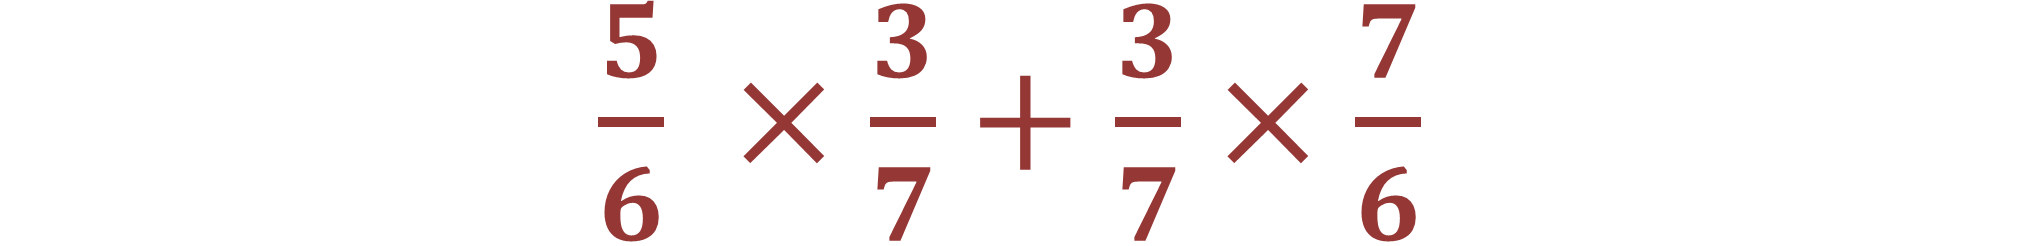 5/6 × 3/7 + 3/7 × 7/6